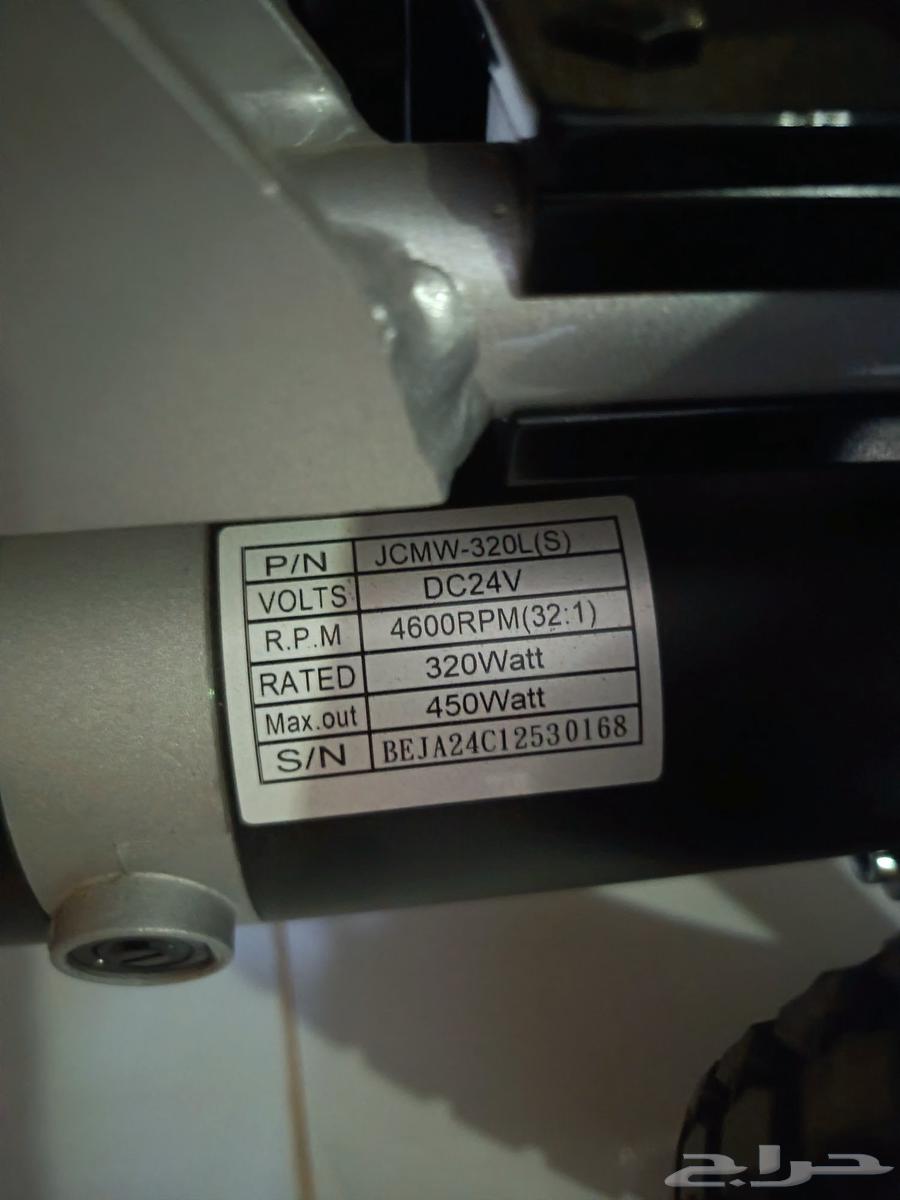 P/N JCMW-320L(S)
VOLTS DC24V
R.P.M 4600RPM(32:1)
RATED 320Watt
Max.out 450Watt
S/N BEJA24C12530168
حراج